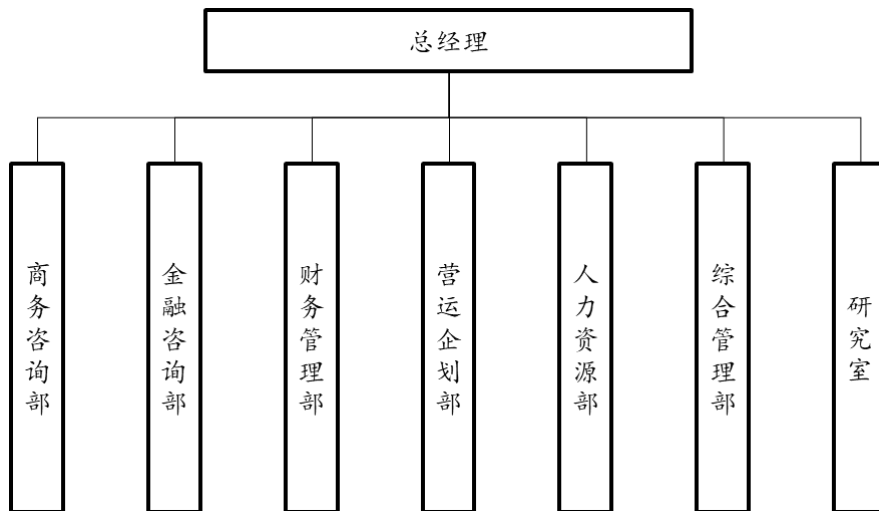 总经理
商务咨询部
金融咨询部
财务管理部
营运企划部
人力资源部
综合管理部
研究室